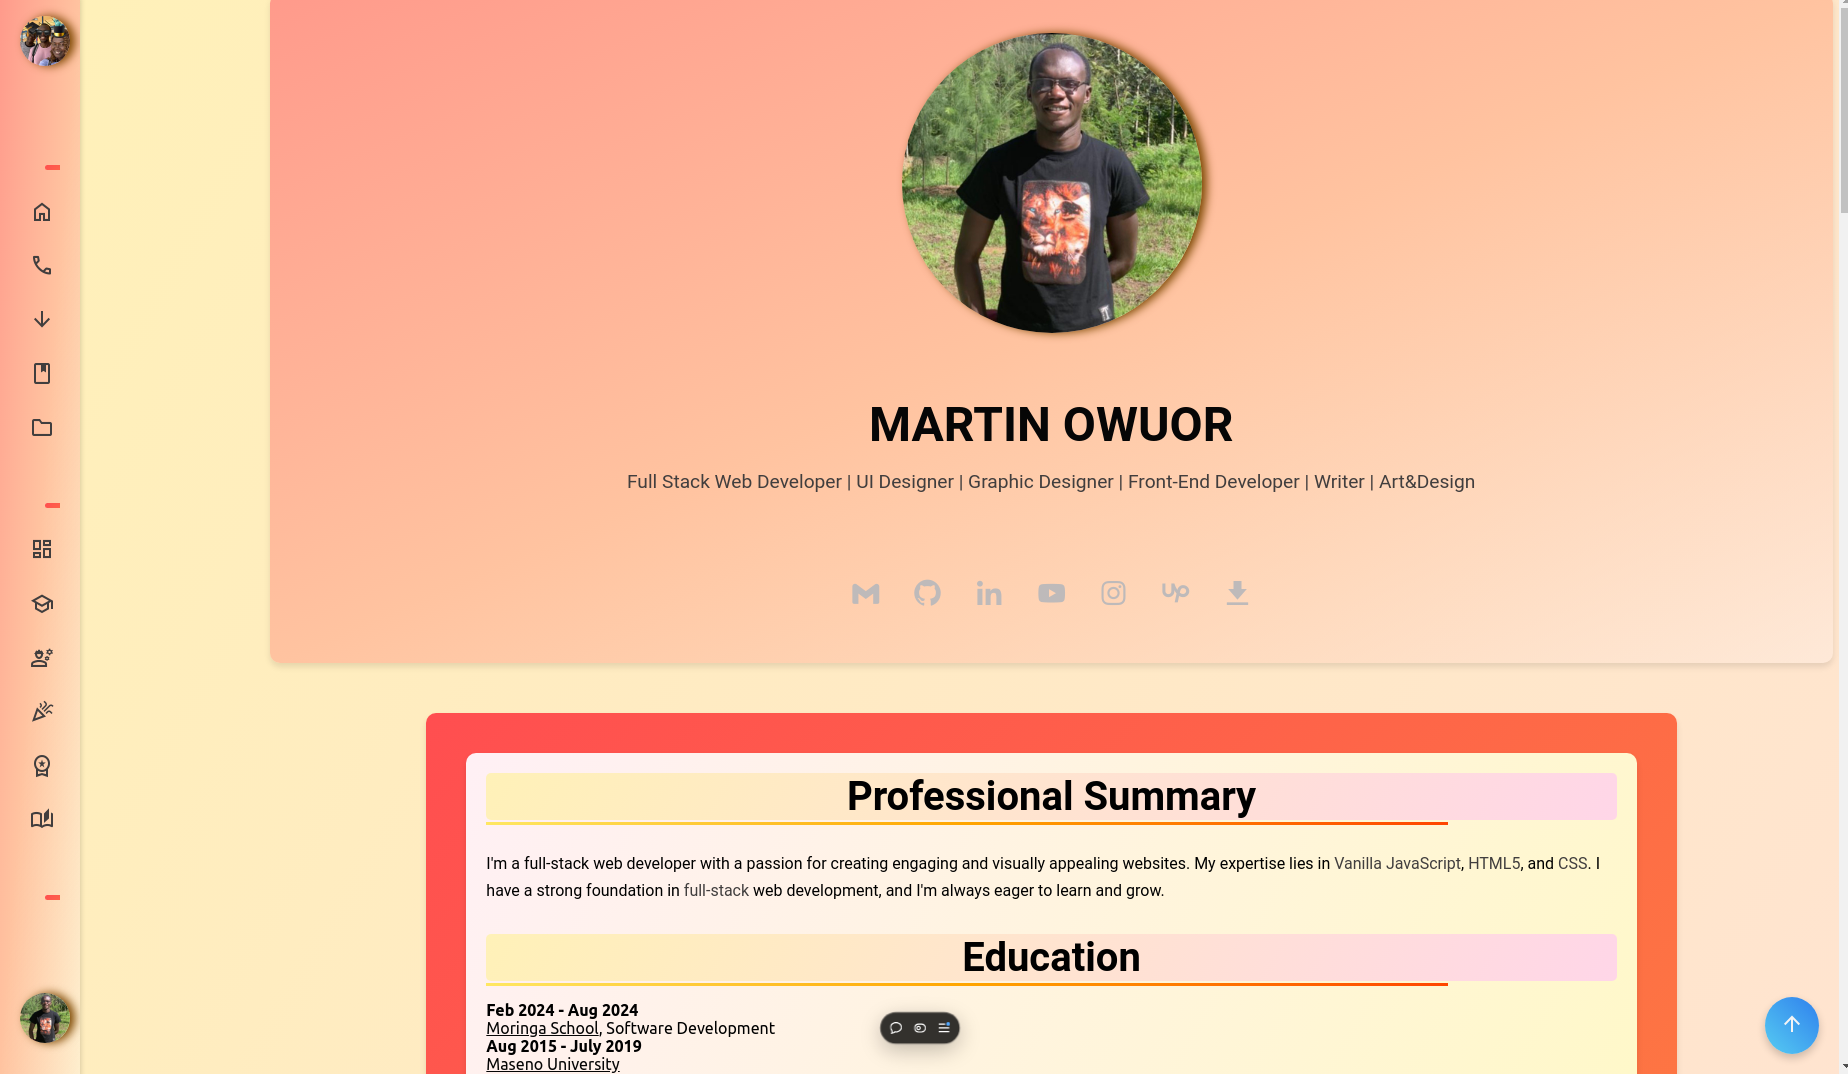 MARTIN OWUOR
Full Stack Web Developer | UI Designer | Graphic Designer | Front-End Developer | Writer | Art&Design
Up
Professional Summary
I'm a full-stack web developer with a passion for creating engaging and visually appealing websites. My expertise lies in Vanilla JavaScript, HTML5, and CSS. I
have a strong foundation in full-stack web development, and I'm always eager to learn and grow.
Education
Feb 2024 - Aug 2024
Moringa School, Software Development
Aug 2015 - July 2019
Maseno University